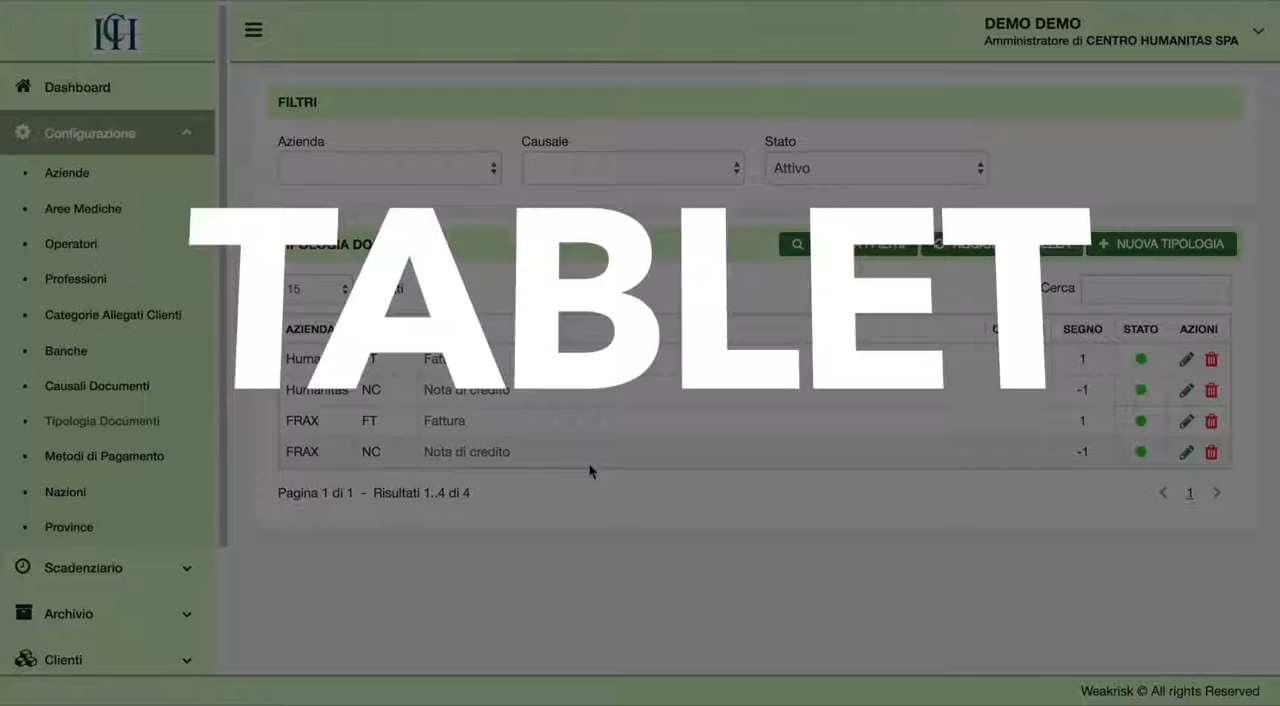 HCH
DEMO DEMO
Amministratore di CENTRO HUMANITAS SPA
Dashboard
Configurazione
Aziende
Aree Mediche
Operatori
Professioni
Categorie Allegati Clienti
Banche
Causali Documenti
Tipologia Documenti
Metodi di Pagamento
Nazioni
Province
Scadenziario
Archivio
Clienti
FILTRI
Azienda Causale Stato
Attivo
TABLET
NUOVA TIPOLOGIA
15
Cerca
AZIENDA SEGNO STATO AZIONI
1
Humanitas NC Nota di credito -1
FRAX FT Fattura 1
FRAX NC Nota di credito -1
Pagina 1 di 1 - Risultati 1..4 di 4
1
Weakrisk © All rights Reserved